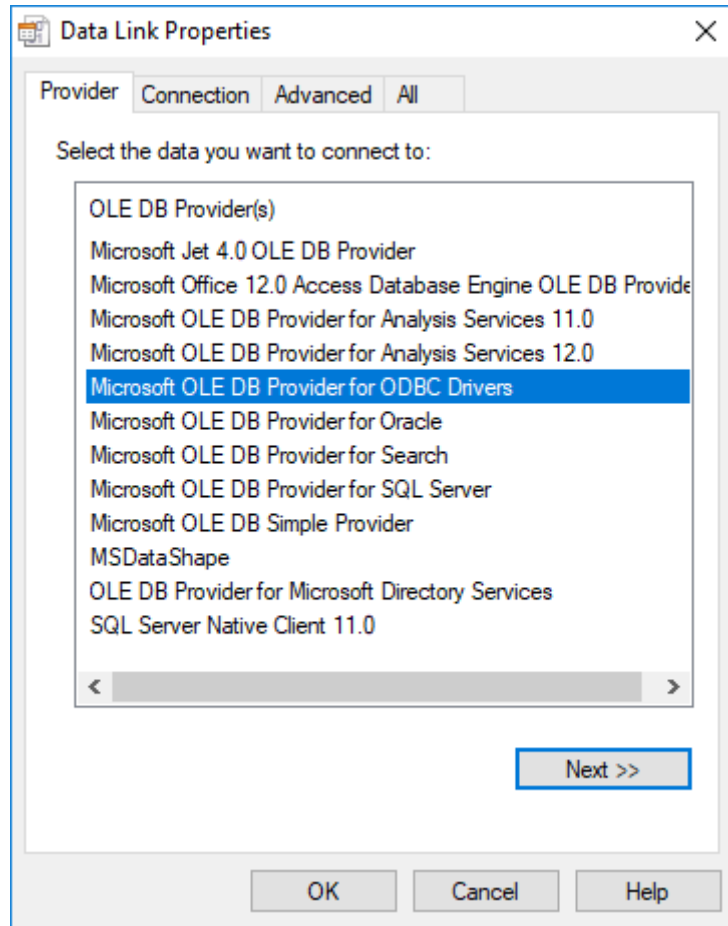 Data Link Properties
Provider Connection Advanced All
Select the data you want to connect to:
OLE DB Provider(s)
Microsoft Jet 4.0 OLE DB Provider
Microsoft Office 12.0 Access Database Engine OLE DB Provide
Microsoft OLE DB Provider for Analysis Services 11.0
Microsoft OLE DB Provider for Analysis Services 12.0
Microsoft OLE DB Provider for ODBC Drivers
Microsoft OLE DB Provider for Oracle
Microsoft OLE DB Provider for Search
Microsoft OLE DB Provider for SQL Server
Microsoft OLE DB Simple Provider
MSDataShape
OLE DB Provider for Microsoft Directory Services
SQL Server Native Client 11.0
Next >>
OK Cancel Help